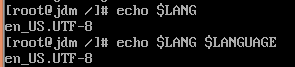 [root@jdm /]# echo $LANG
en_US.UTF-8
[root@jdm /]# echo $LANG $LANGUAGE
en_US.UTF-8